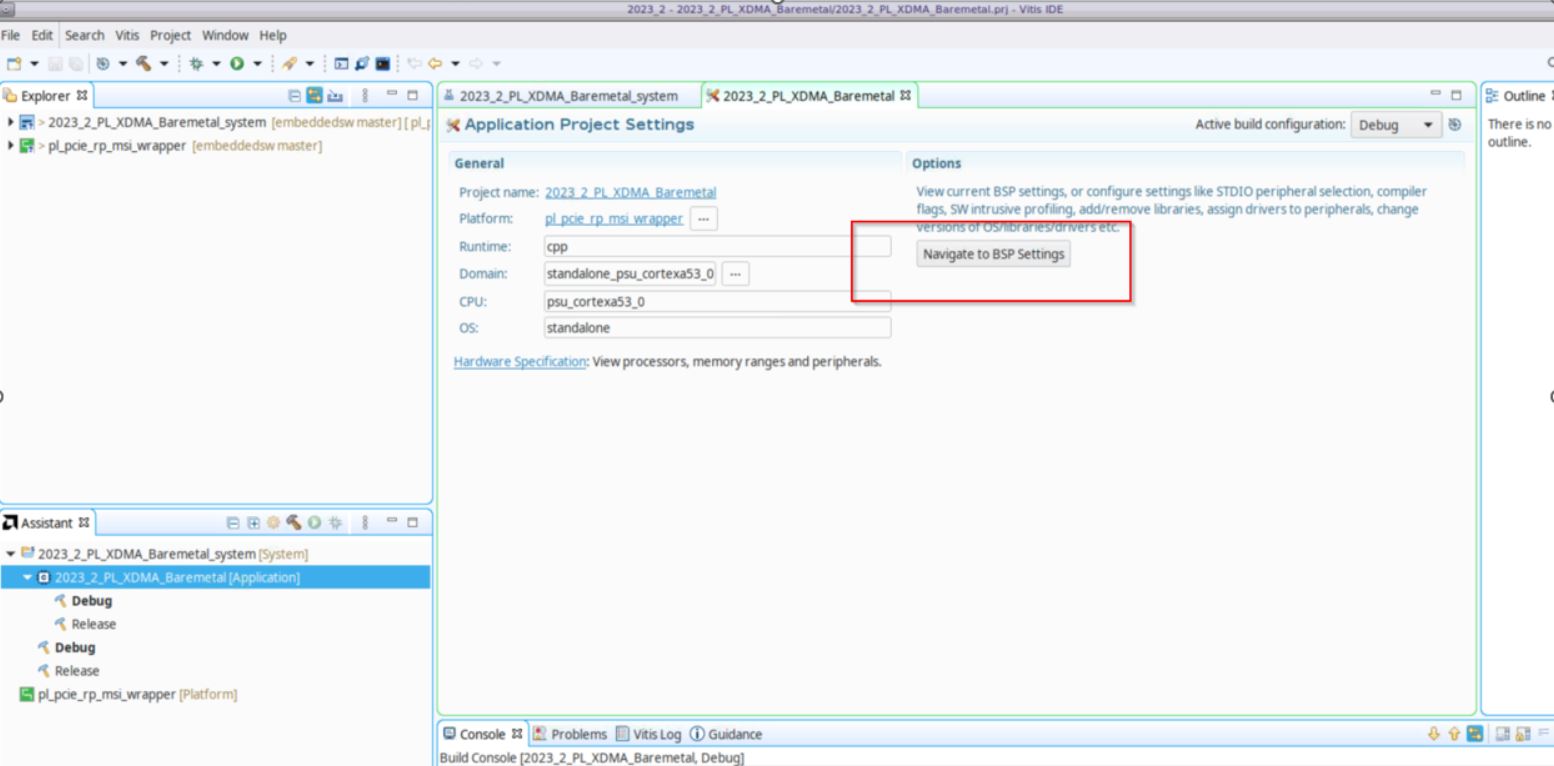 2023_2 - 2023_2_PL_XDMA_Baremetal/2023_2_PL_XDMA_Baremetal.prj - Vitis IDE
File Edit Search Vitis Project Window Help
Explorer
2023_2_PL_XDMA_Baremetal_system
2023_2_PL_XDMA_Baremetal
Outline
> 2023_2_PL_XDMA_Baremetal_system [embeddedsw master] [ pl_p
> pl_pcie_rp_msi_wrapper [embeddedsw master]
Application Project Settings
Active build configuration: Debug
There is no
outline.
General
Project name: 2023_2_PL_XDMA_Baremetal
Platform: pl_pcie_rp_msi_wrapper ...
Runtime: cpp
Domain: standalone_psu_cortexa53_0 ...
CPU: psu_cortexa53_0
OS: standalone
Hardware Specification: View processors, memory ranges and peripherals.
Options
View current BSP settings, or configure settings like STDIO peripheral selection, compiler
flags, SW intrusive profiling, add/remove libraries, assign drivers to peripherals, change
versions of OS/libraries/drivers etc.
Navigate to BSP Settings
Assistant
2023_2_PL_XDMA_Baremetal_system [System]
2023_2_PL_XDMA_Baremetal [Application]
Debug
Release
Debug
Release
pl_pcie_rp_msi_wrapper [Platform]
Console Problems Vitis Log Guidance
Build Console [2023_2_PL_XDMA_Baremetal, Debug]